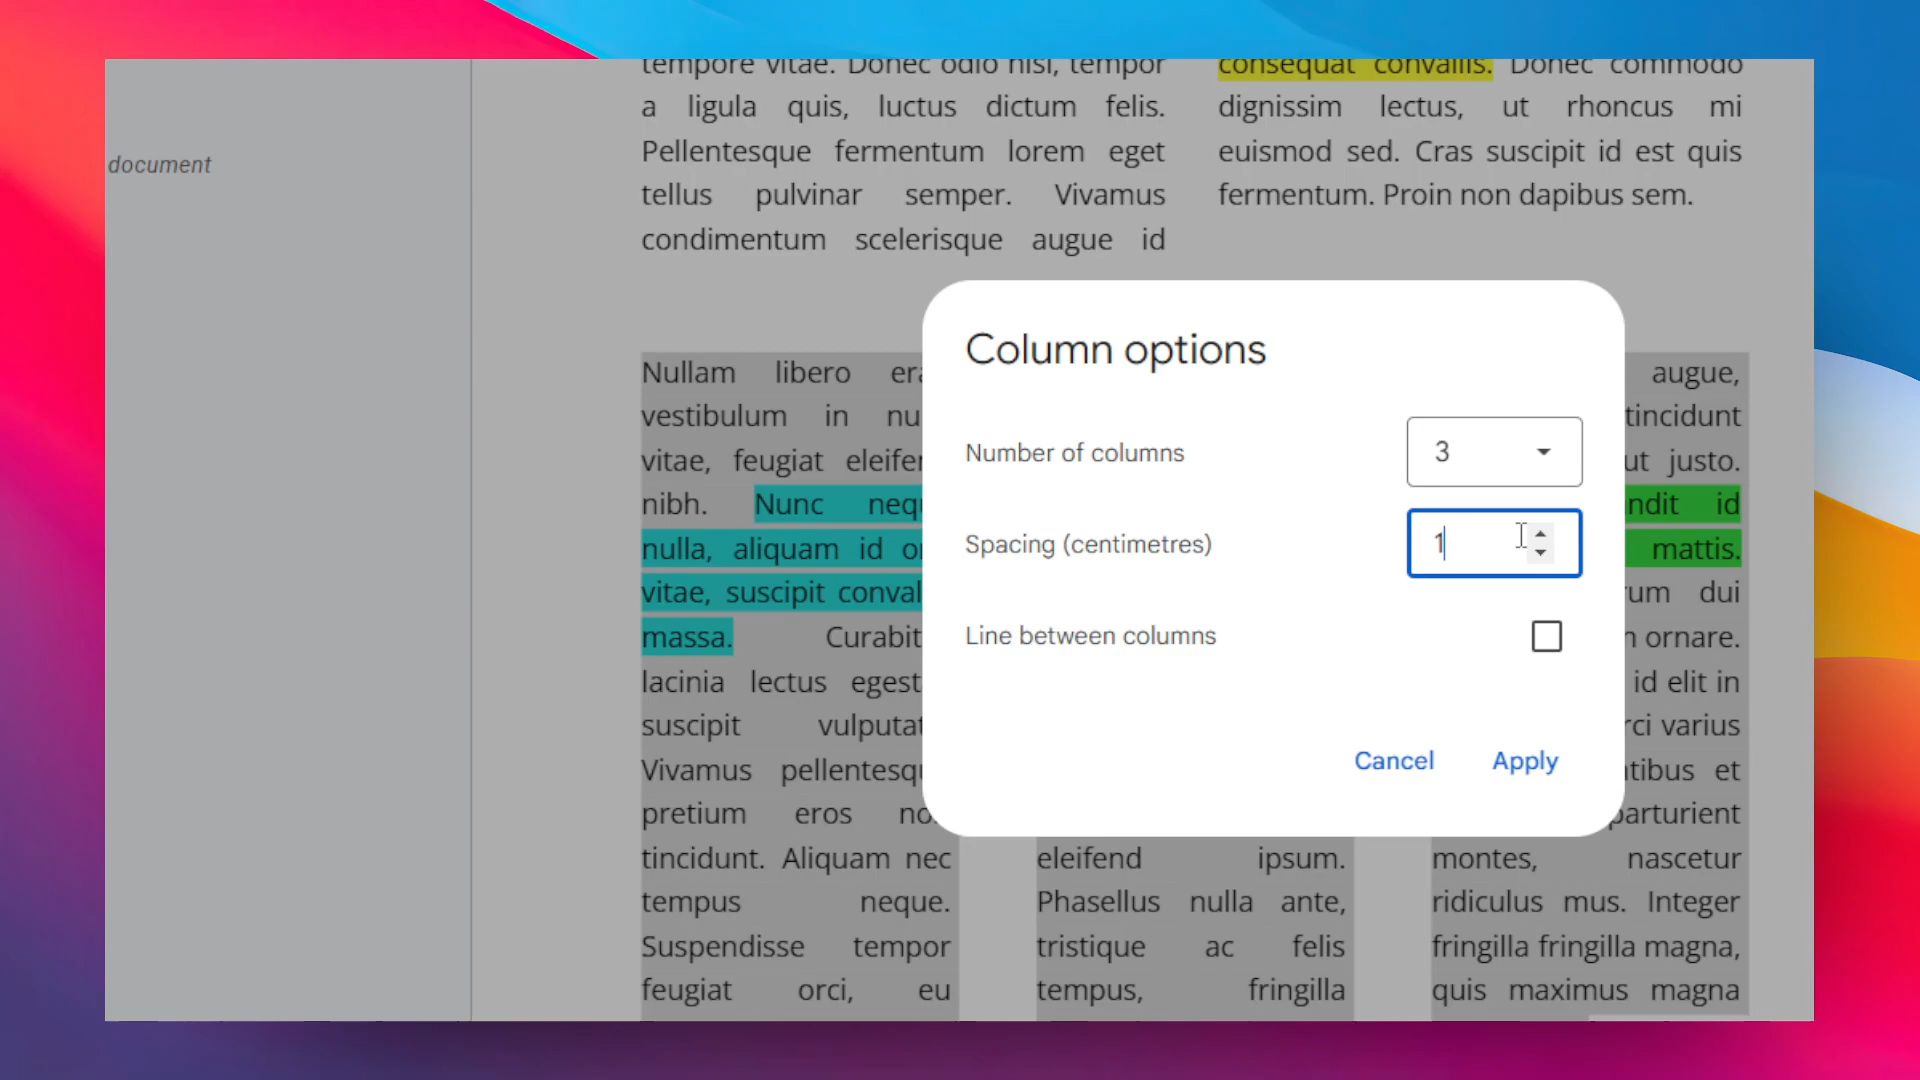 document
tempore vitae. Donec odio nisi, tempor
a ligula quis, luctus dictum felis.
Pellentesque fermentum lorem eget
tellus pulvinar semper. Vivamus
condimentum scelerisque augue id
consequat convallis. Donec commodo
dignissim lectus, ut rhoncus mi
euismod sed. Cras suscipit id est quis
fermentum. Proin non dapibus sem.
Nullam libero
vestibulum in
vitae, feugiat
nibh. Nunc
nulla, aliquam id
vitae, suscipit
massa.
lacinia lectus
suscipit
Vivamus
pretium eros
tincidunt. Aliquam nec
tempus neque.
Suspendisse tempor
feugiat orci, eu
Column options
Number of columns 3
Spacing (centimetres) 1
Line between columns
Cancel Apply
eleifend ipsum.
Phasellus nulla ante,
tristique ac felis
tempus, fringilla
augue,
tincidunt
ut justo.
id
mattis.
dui
ornare.
id elit in
varius
et
parturient
montes, nascetur
ridiculus mus. Integer
fringilla fringilla magna,
quis maximus magna